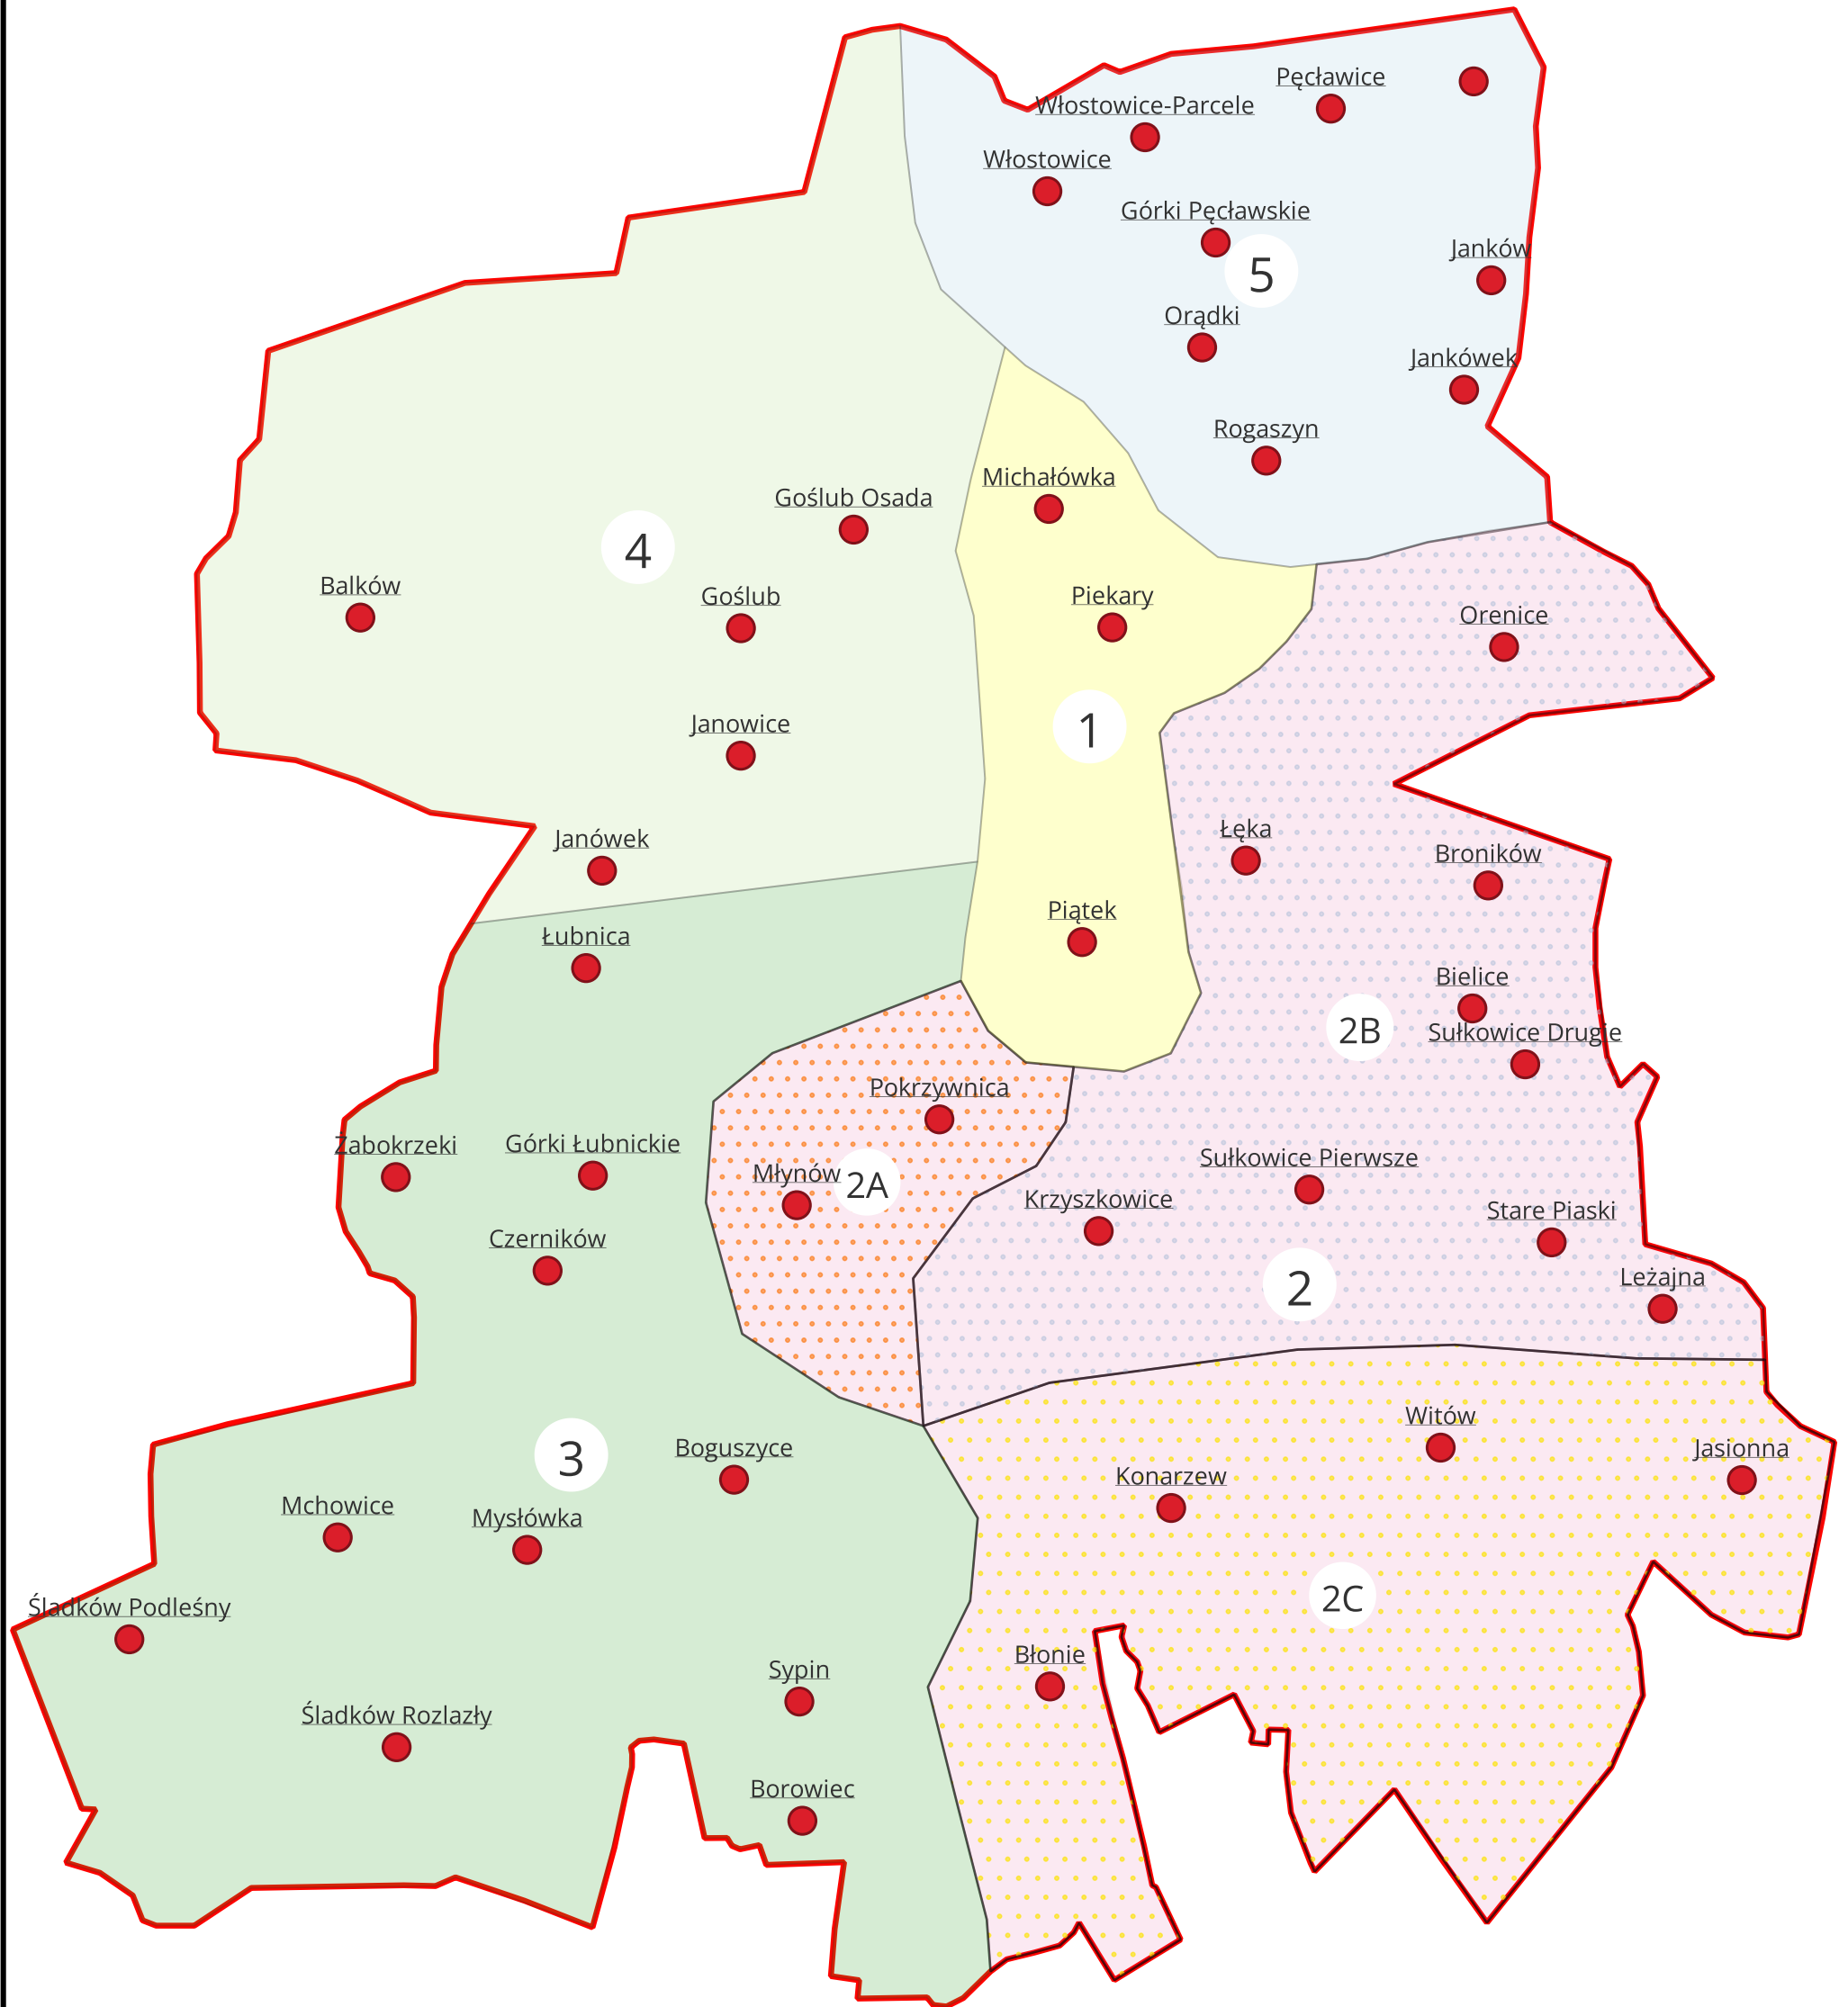 Pęcławice
Włostowice-Parcele
Włostowice
Górki Pęcławskie
5
Janków
Orądki
Jankówek
Rogaszyn
Michałówka
Goślub Osada
4
Balków
Goślub
Piekary
Orenice
Janowice
1
Janówek
Łęka
Broników
Piątek
Łubnica
Bielice
2B
Sułkowice Drugie
Pokrzywnica
Zabokrzeki
Górki Łubnickie
Młynów
2A
Sułkowice Pierwsze
Krzyszkowice
Stare Piaski
Czerników
2
Leżajna
Witów
3
Boguszyce
Jasionna
Konarzew
Mchowice
Mysłówka
2C
Śladków Podleśny
Błonie
Sypin
Śladków Rozlazły
Borowiec